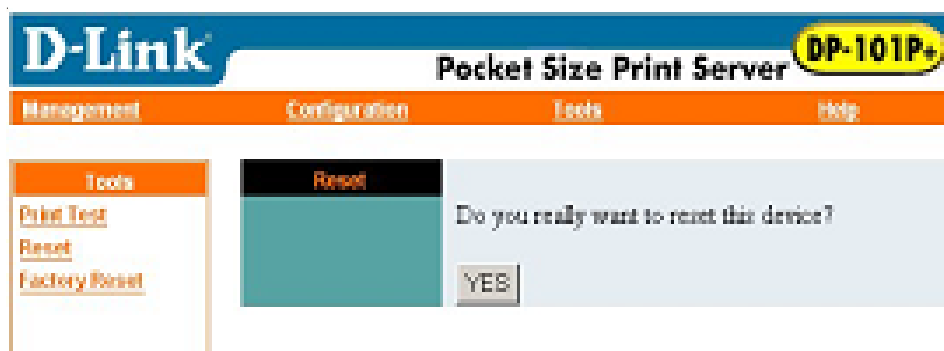 D-Link
Pocket Size Print Server
DP-101P+
Management Configuration Tools Help
Tools
Print Test
Reset
Factory Reset
Reset
Do you really want to reset this device?
YES